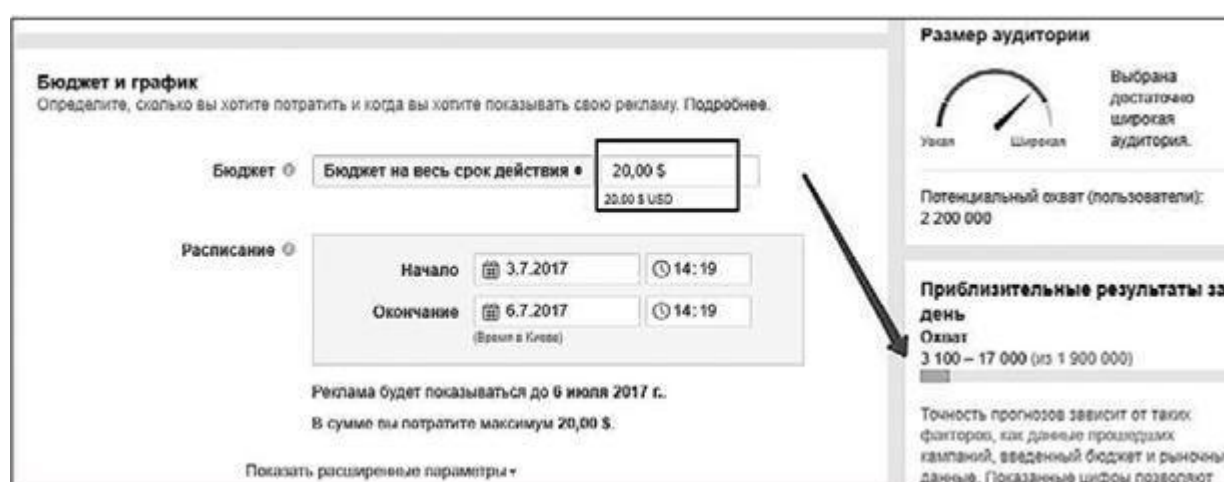 Бюджет и график
Определите, сколько вы хотите потратить и когда вы хотите показывать свою рекламу. Подробнее.
Бюджет
Бюджет на весь срок действия
20,00 $
20.00 $ USD
Расписание
Начало 3.7.2017 14:19
Окончание 6.7.2017 14:19
(Время в Киеве)
Реклама будет показываться до 6 июля 2017 г..
В сумме вы потратите максимум 20,00 $.
Показать расширенные параметры
Размер аудитории
Узкая Широкая
Выбрана
достаточно
широкая
аудитория.
Потенциальный охват (пользователи):
2 200 000
Приблизительные результаты за
день
Охват
3 100 – 17 000 (из 1 900 000)
Точность прогнозов зависит от таких
факторов, как данные прошедших
кампаний, введенный бюджет и рыночны
данные. Показанные цифры позволяют